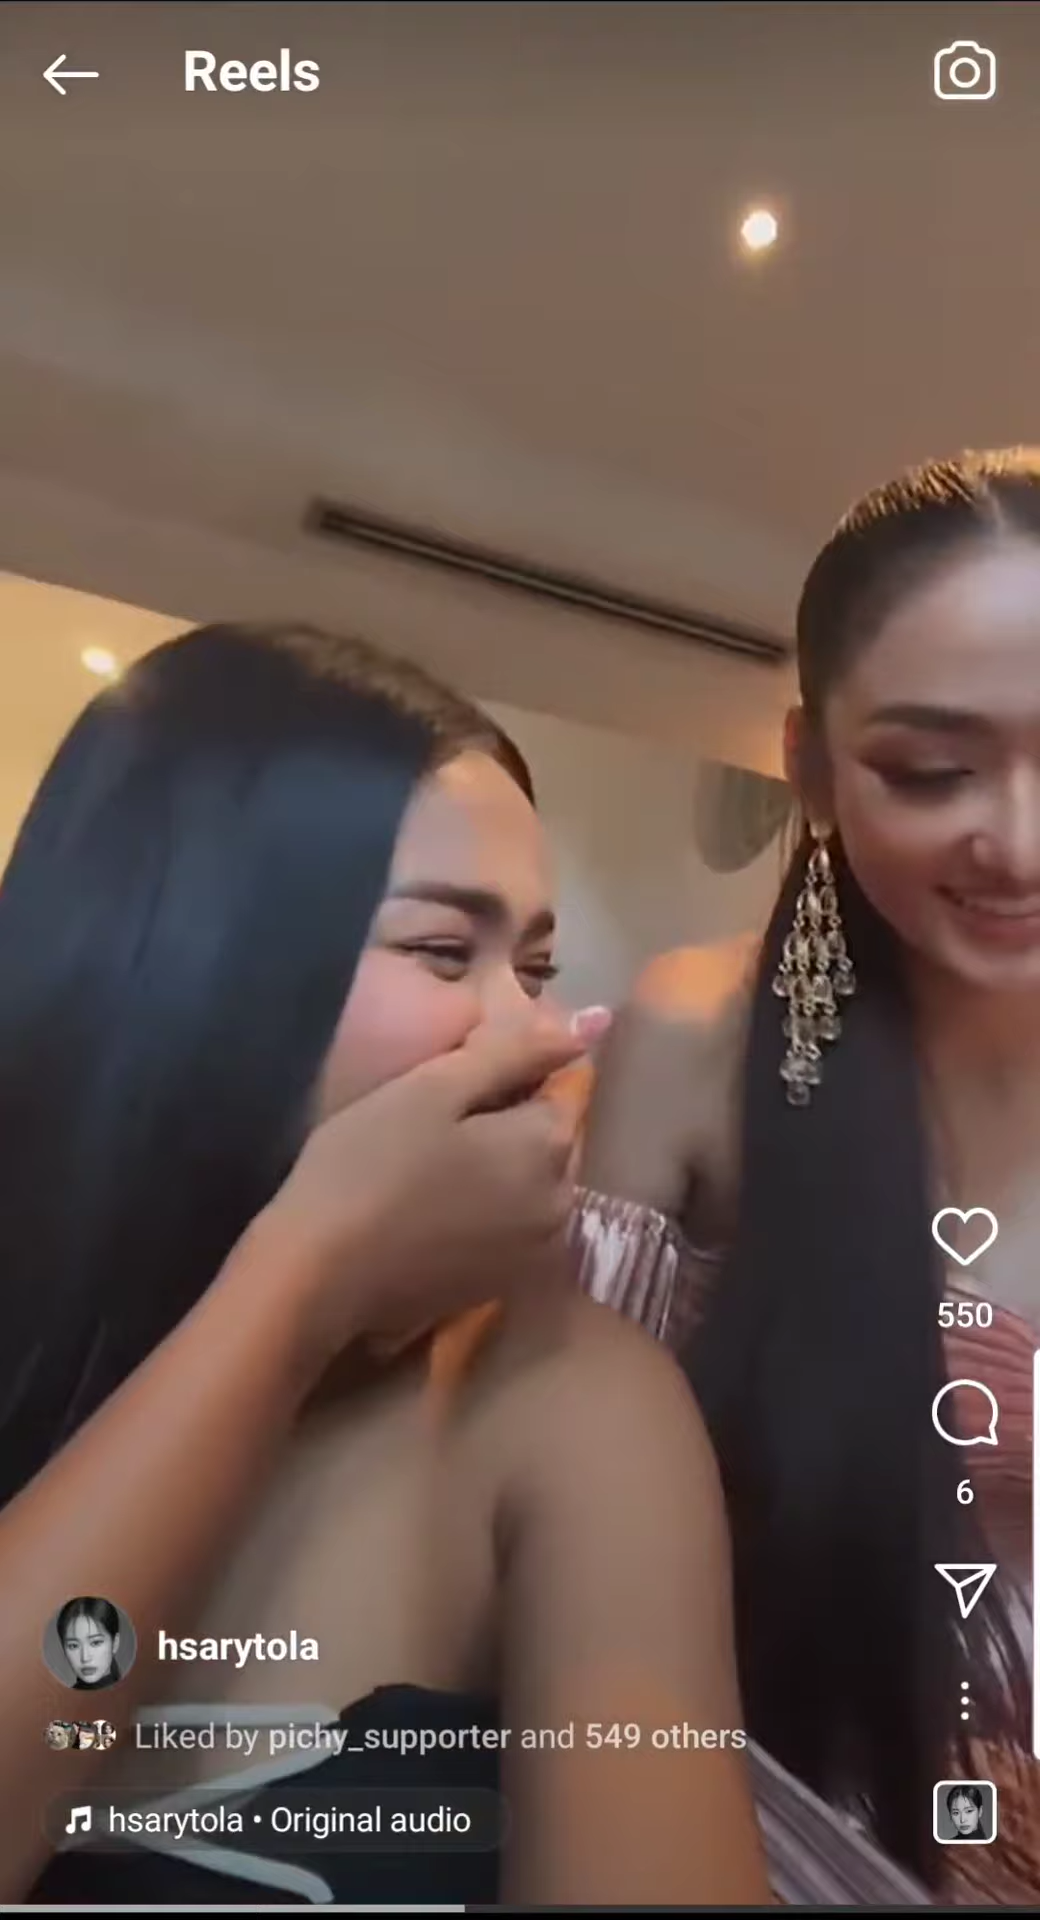 Reels
550
6
hsarytola
Liked by pichy_supporter and 549 others
hsarytola • Original audio